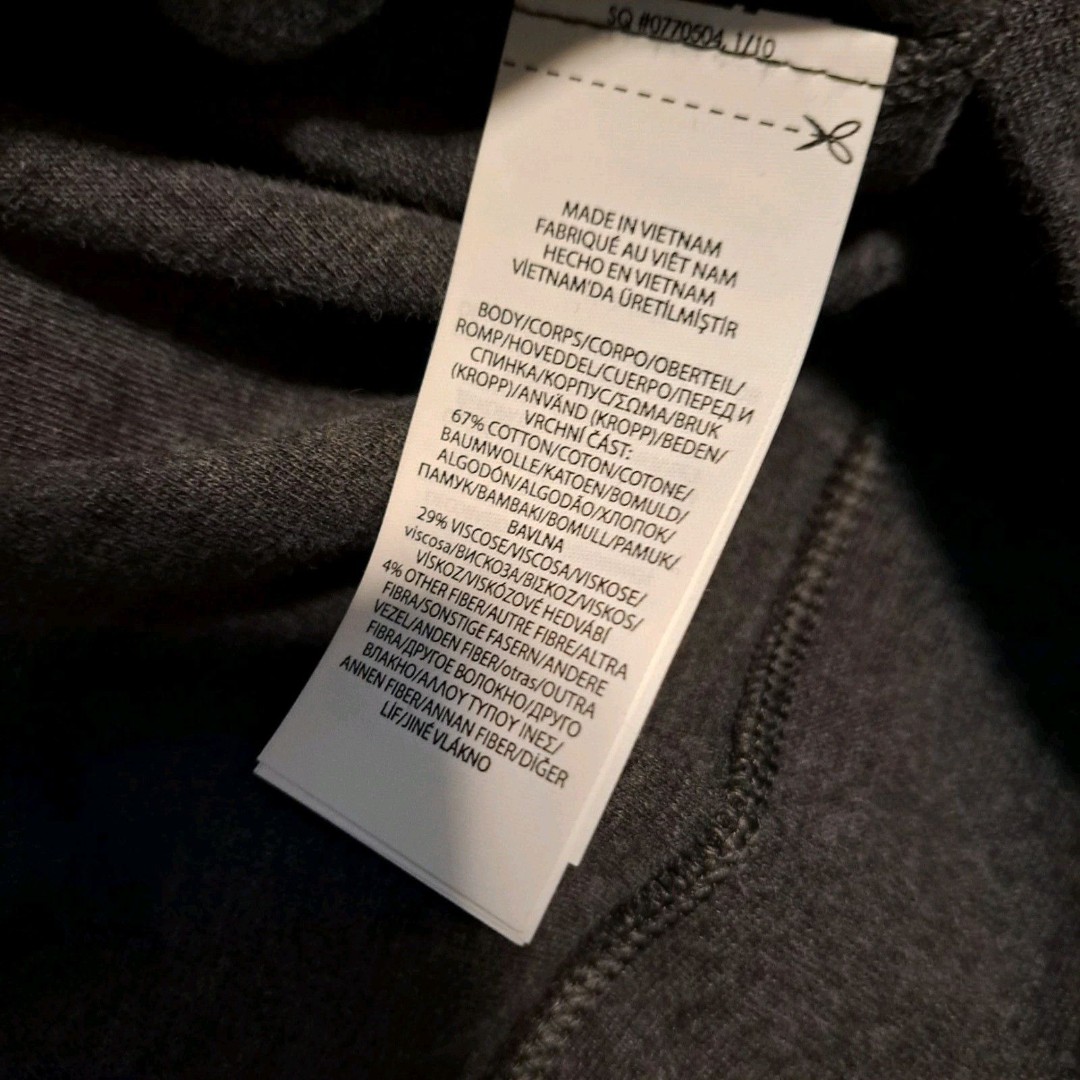 SQ #0770504, 1/10
MADE IN VIETNAM
FABRIQUÉ AU VIÊT NAM
HECHO EN VIETNAM
VİETNAM'DA ÜRETİLMİŞTİR
BODY/CORPS/CORPO/OBERTEIL/
ROMP/HOVEDDEL/CUERPO/ПЕРЕД И
СПИНКА/КОРПУС/ΣΩΜΑ/BRUK
(KROPP)/ANVÄND (KROPP)/BEDEN/
VRCHNÍ ČÁST:
67% COTTON/COTON/COTONE/
BAUMWOLLE/KATOEN/BOMULD/
ALGODÓN/ALGODÃO/ХЛОПОК/
ПАМУК/ΒΑΜΒΑΚΙ/BOMULL/PAMUK/
BAVLNA
29% VISCOSE/VISCOSA/VISKOSE/
viscosa/ВИСКОЗА/ΒΙΣΚΟΖ/VISKOS/
VİSKOZ/VISKÓZOVÉ HEDVÁBÍ
4% OTHER FIBER/AUTRE FIBRE/ALTRA
FIBRA/SONSTIGE FASERN/ANDERE
VEZEL/ANDEN FIBER/otras/OUTRA
FIBRA/ДРУГОЕ ВОЛОКНО/ДРУГО
ВЛАКНО/ΑΛΛΟΥ ΤΥΠΟΥ ΙΝΕΣ/
ANNEN FIBER/ANNAN FIBER/DİĞER
LİF/JINÉ VLÁKNO